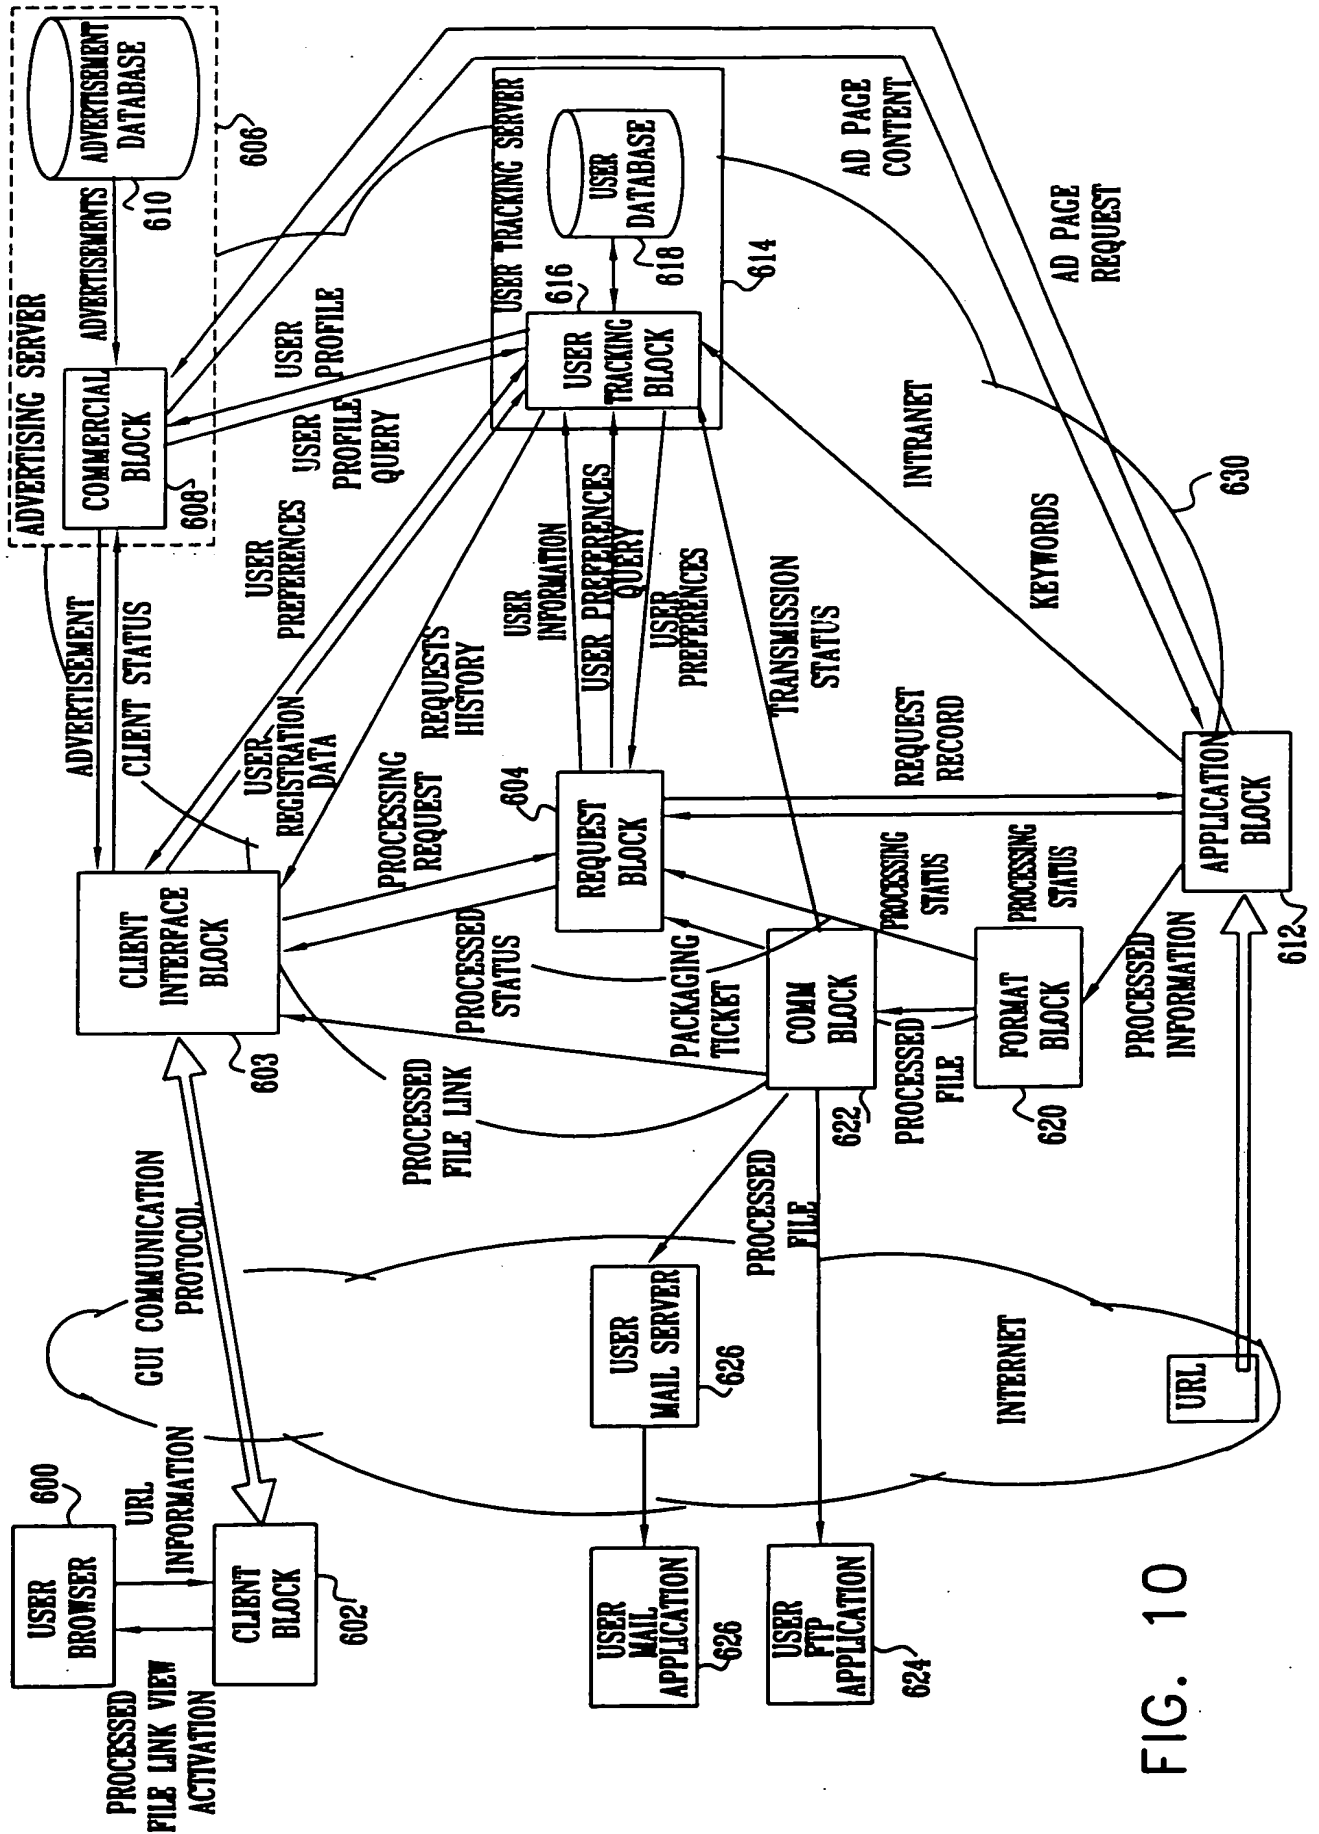 USER
BROWSER
600
PROCESSED
FILE LINK VIEW
ACTIVATION
URL
INFORMATION
CLIENT
BLOCK
602
GUI COMMUNICATION
PROTOCOL
CLIENT
INTERFACE
BLOCK
603
ADVERTISEMENT
CLIENT STATUS
ADVERTISING SERVER
COMMERCIAL
BLOCK
608
ADVERTISEMENTS
ADVERTISEMENT
DATABASE
610
606
USER
PREFERENCES
USER
REGISTRATION
DATA
USER
PROFILE
USER
PROFILE
QUERY
REQUESTS
HISTORY
PROCESSING
REQUEST
PROCESSED
STATUS
PROCESSED
FILE LINK
USER TRACKING SERVER
USER
TRACKING
BLOCK
616
USER
DATABASE
618
614
USER
INFORMATION
USER PREFERENCES
QUERY
USER
PREFERENCES
604
REQUEST
BLOCK
PACKAGING
TICKET
TRANSMISSION
STATUS
AD PAGE
CONTENT
AD PAGE
REQUEST
INTRANET
KEYWORDS
630
REQUEST
RECORD
PROCESSING
STATUS
PROCESSING
STATUS
COMM
BLOCK
622
PROCESSED
FILE
FORMAT
BLOCK
620
PROCESSED
INFORMATION
APPLICATION
BLOCK
612
USER
MAIL SERVER
626
PROCESSED
FILE
INTERNET
URL
USER
MAIL
APPLICATION
626
USER
FTP
APPLICATION
624
FIG. 10